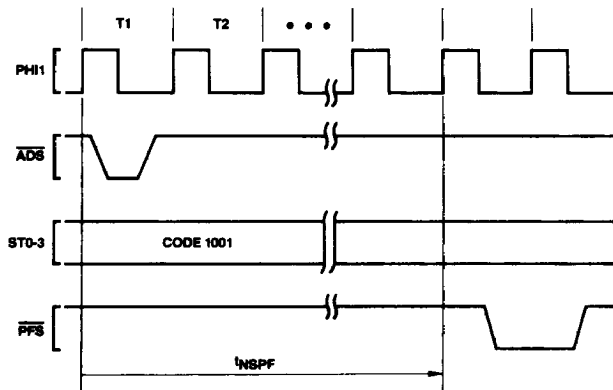 T1 T2 • • •
PHI1
ADS
ST0-3 CODE 1001
PFS
tNSPF